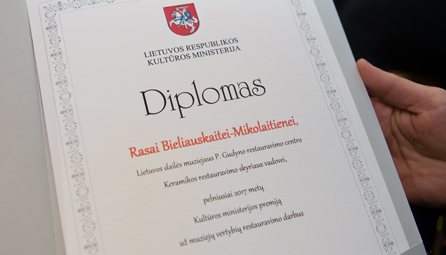 LIETUVOS RESPUBLIKOS
KULTŪROS MINISTERIJA
Diplomas
Rasai Bieliauskaitei-Mikolaitienei,
Lietuvos dailės muziejaus P. Gudyno restauravimo centro
Keramikos restauravimo skyriaus vadovei,
pelniusiai 2017 metų
Kultūros ministerijos premiją
už muziejų vertybių restauravimo darbus